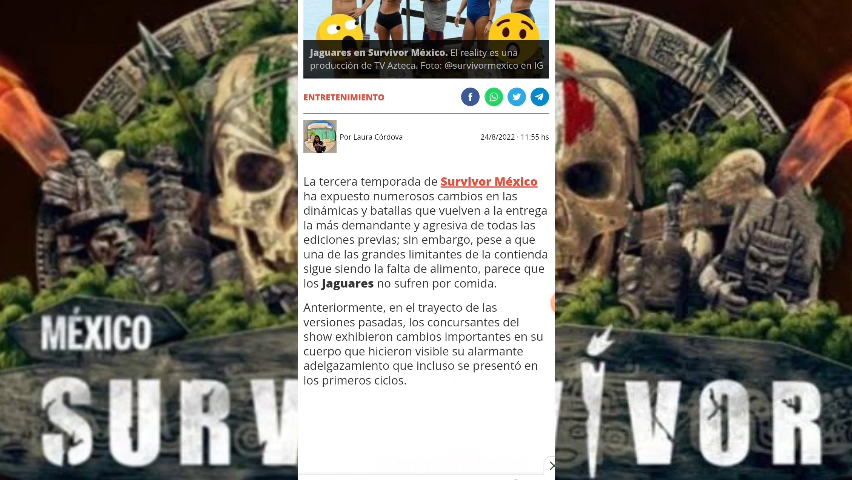 Jaguares en Survivor México. El reality es una
producción de TV Azteca. Foto: @survivormexico en IG
ENTRETENIMIENTO
Por Laura Córdova
24/8/2022 · 11:55 hs
La tercera temporada de Survivor México
ha expuesto numerosos cambios en las
dinámicas y batallas que vuelven a la entrega
la más demandante y agresiva de todas las
ediciones previas; sin embargo, pese a que
una de las grandes limitantes de la contienda
sigue siendo la falta de alimento, parece que
los Jaguares no sufren por comida.
Anteriormente, en el trayecto de las
versiones pasadas, los concursantes del
show exhibieron cambios importantes en su
cuerpo que hicieron visible su alarmante
adelgazamiento que incluso se presentó en
los primeros ciclos.
MÉXICO
SURV
IVOR